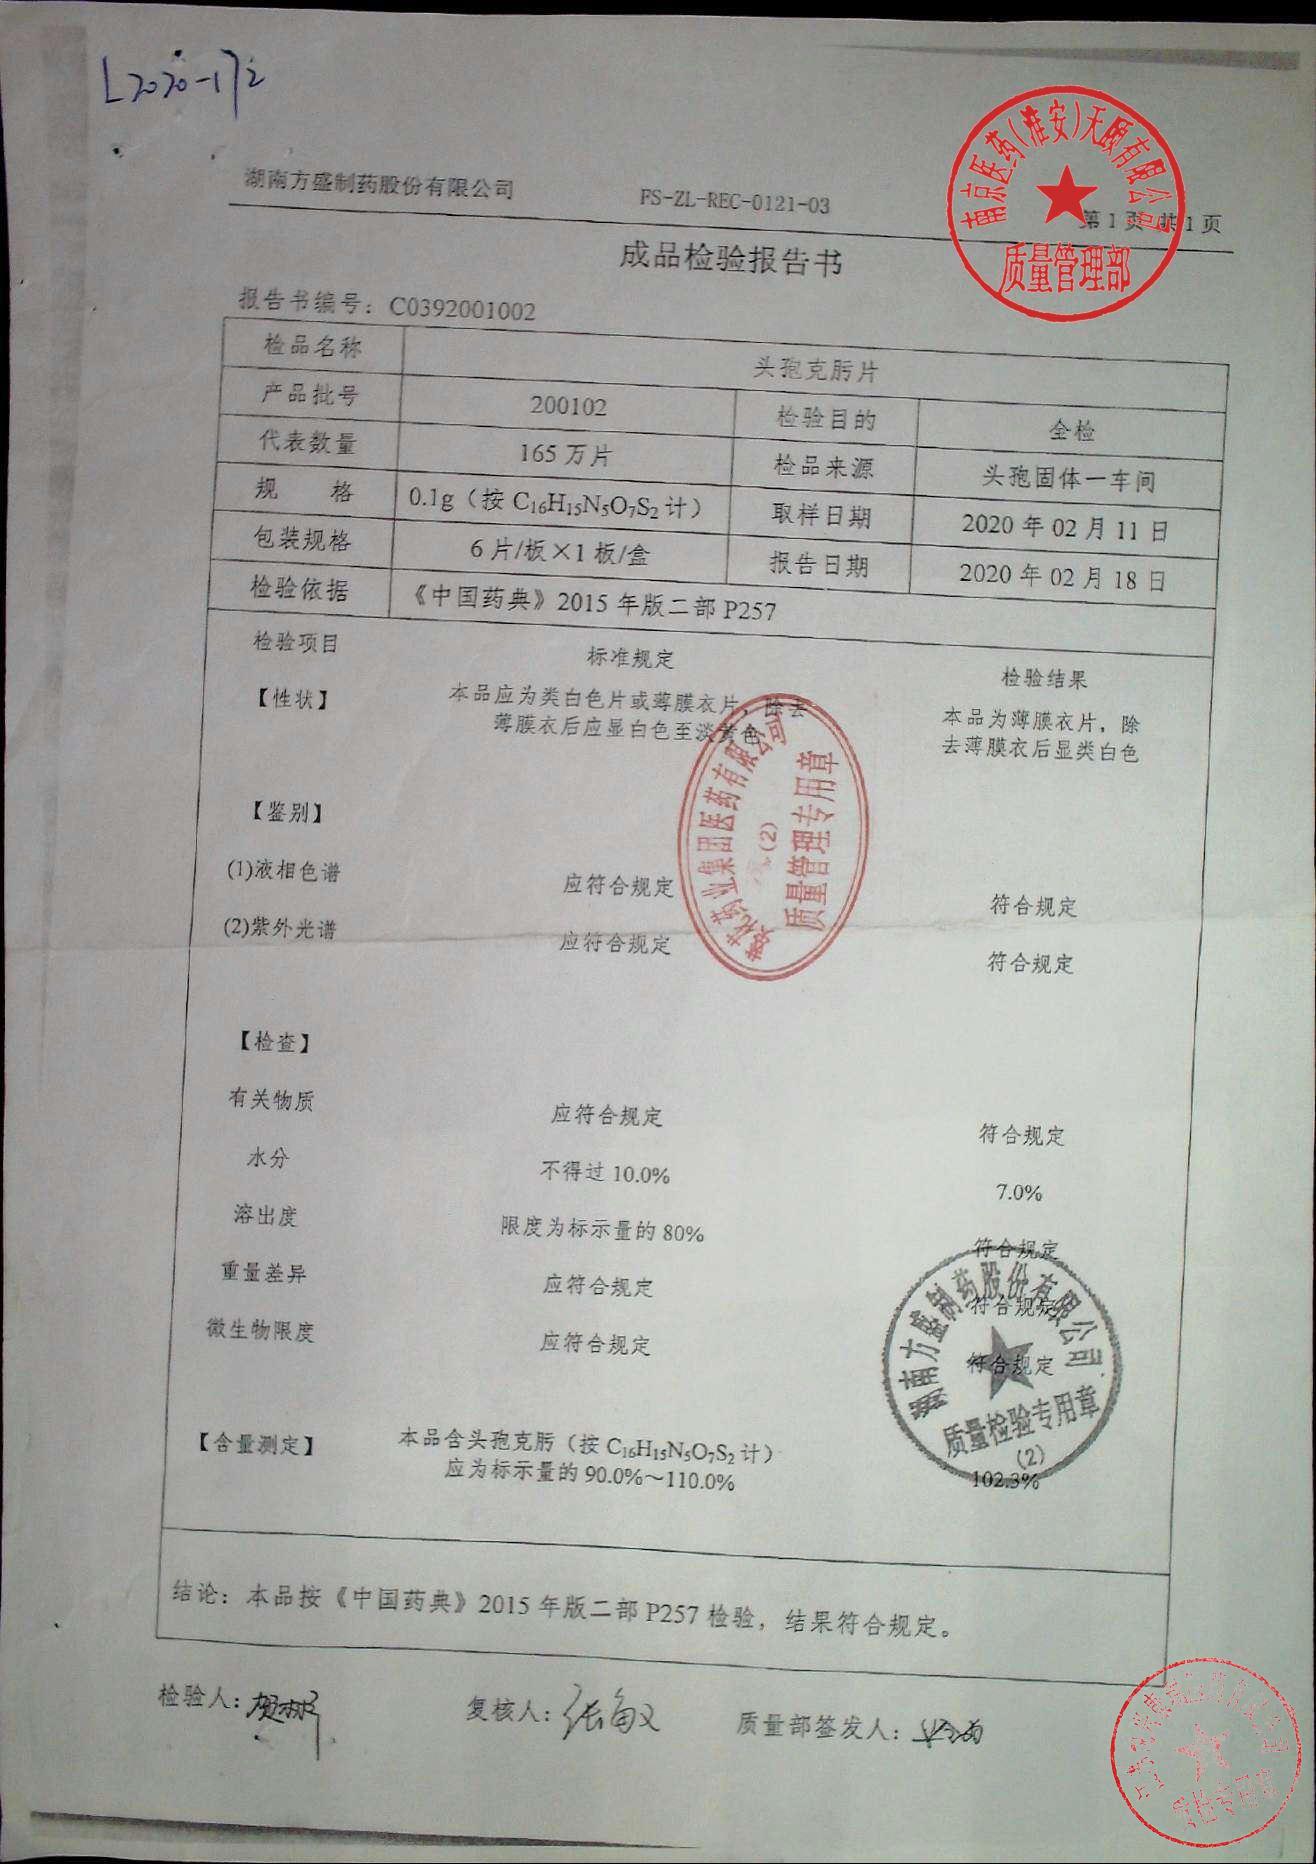 L2020-172
湖南方盛制药股份有限公司 FS-ZL-REC-0121-03 第1页 共1页
南京医药(淮安)天颐有限公司
质量管理部
成品检验报告书
报告书编号：C0392001002
检品名称 头孢克肟片
产品批号 200102 检验目的 全检
代表数量 165万片 检品来源 头孢固体一车间
规 格 0.1g（按C16H15N5O7S2计） 取样日期 2020年02月11日
包装规格 6片/板×1板/盒 报告日期 2020年02月18日
检验依据 《中国药典》2015年版二部P257
检验项目 标准规定 检验结果
【性状】 本品应为类白色片或薄膜衣片，除去 本品为薄膜衣片，除
薄膜衣后应显白色至淡黄色 去薄膜衣后显类白色
药业集团医药有限公司
(2)
质量管理专用章
【鉴别】
(1)液相色谱 应符合规定 符合规定
(2)紫外光谱 应符合规定 符合规定
【检查】
有关物质 应符合规定 符合规定
水分 不得过10.0% 7.0%
溶出度 限度为标示量的80% 符合规定
重量差异 应符合规定 符合规定
微生物限度 应符合规定 符合规定
湖南方盛制药股份有限公司
质量检验专用章
(2)
【含量测定】 本品含头孢克肟（按C16H15N5O7S2计）
应为标示量的90.0%～110.0% 102.3%
结论：本品按《中国药典》2015年版二部P257检验，结果符合规定。
检验人： 复核人：张敏 质量部签发人：
质检专用章